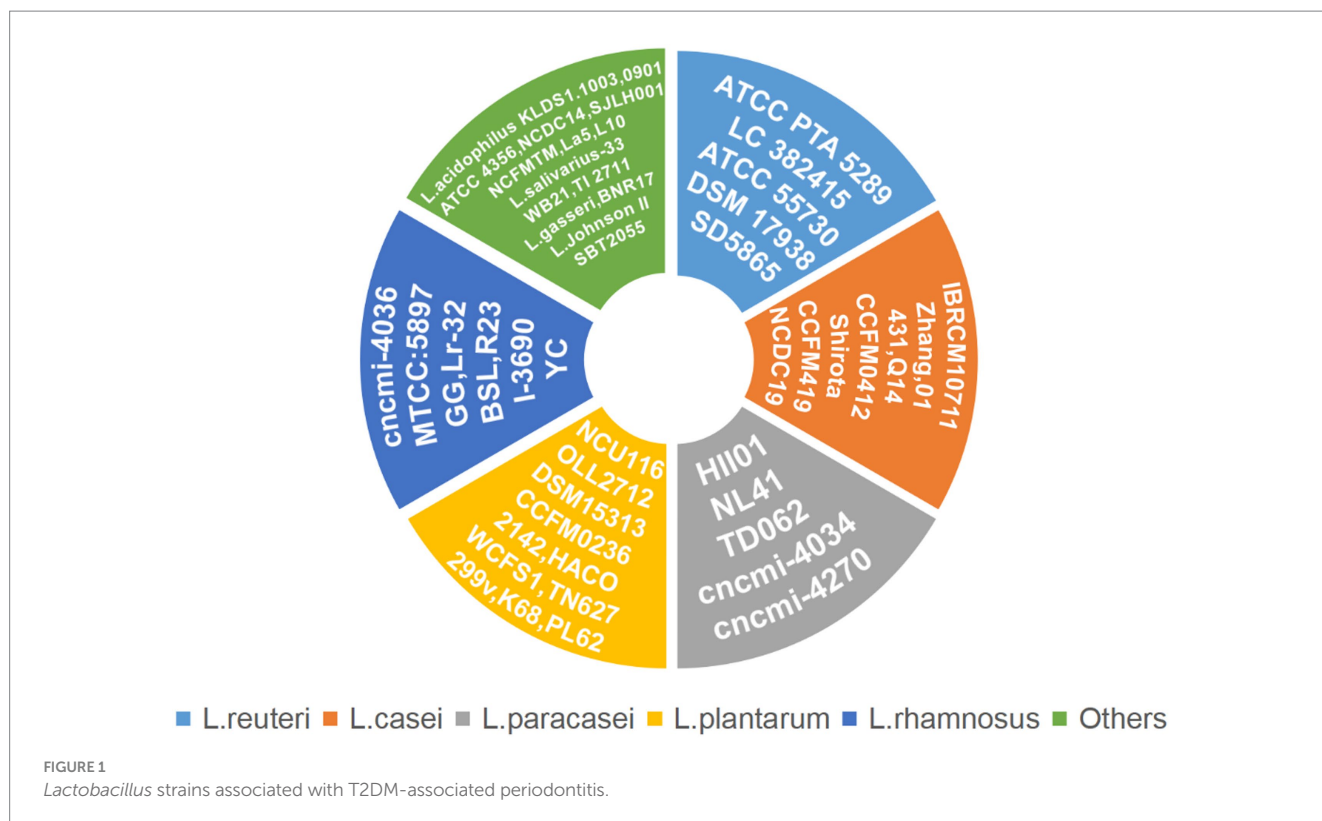 L.acidophilus KLDS1.1003,0901
ATCC 4356,NCDC14,SJLH001
NCFMTM,La5,L10
L.salivarius-33
WB21,TI 2711
L.gasseri,BNR17
L.Johnson II
SBT2055
ATCC PTA 5289
LC 382415
ATCC 55730
DSM 17938
SD5865
IBRCM10711
Zhang,01
431,Q14
CCFM0412
Shirota
CCFM419
NCDC19
HII01
NL41
TD062
cncmi-4034
cncmi-4270
NCU116
OLL2712
DSM15313
CCFM0236
2142,HACO
WCFS1,TN627
299v,K68,PL62
cncmi-4036
MTCC:5897
GG,Lr-32
BSL,R23
I-3690
YC
L.reuteri L.casei L.paracasei L.plantarum L.rhamnosus Others
FIGURE 1
Lactobacillus strains associated with T2DM-associated periodontitis.